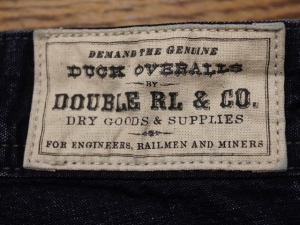 DEMAND THE GENUINE
DUCK OVERALLS
BY
DOUBLE RL & CO.
DRY GOODS & SUPPLIES
FOR ENGINEERS, RAILMEN AND MINERS